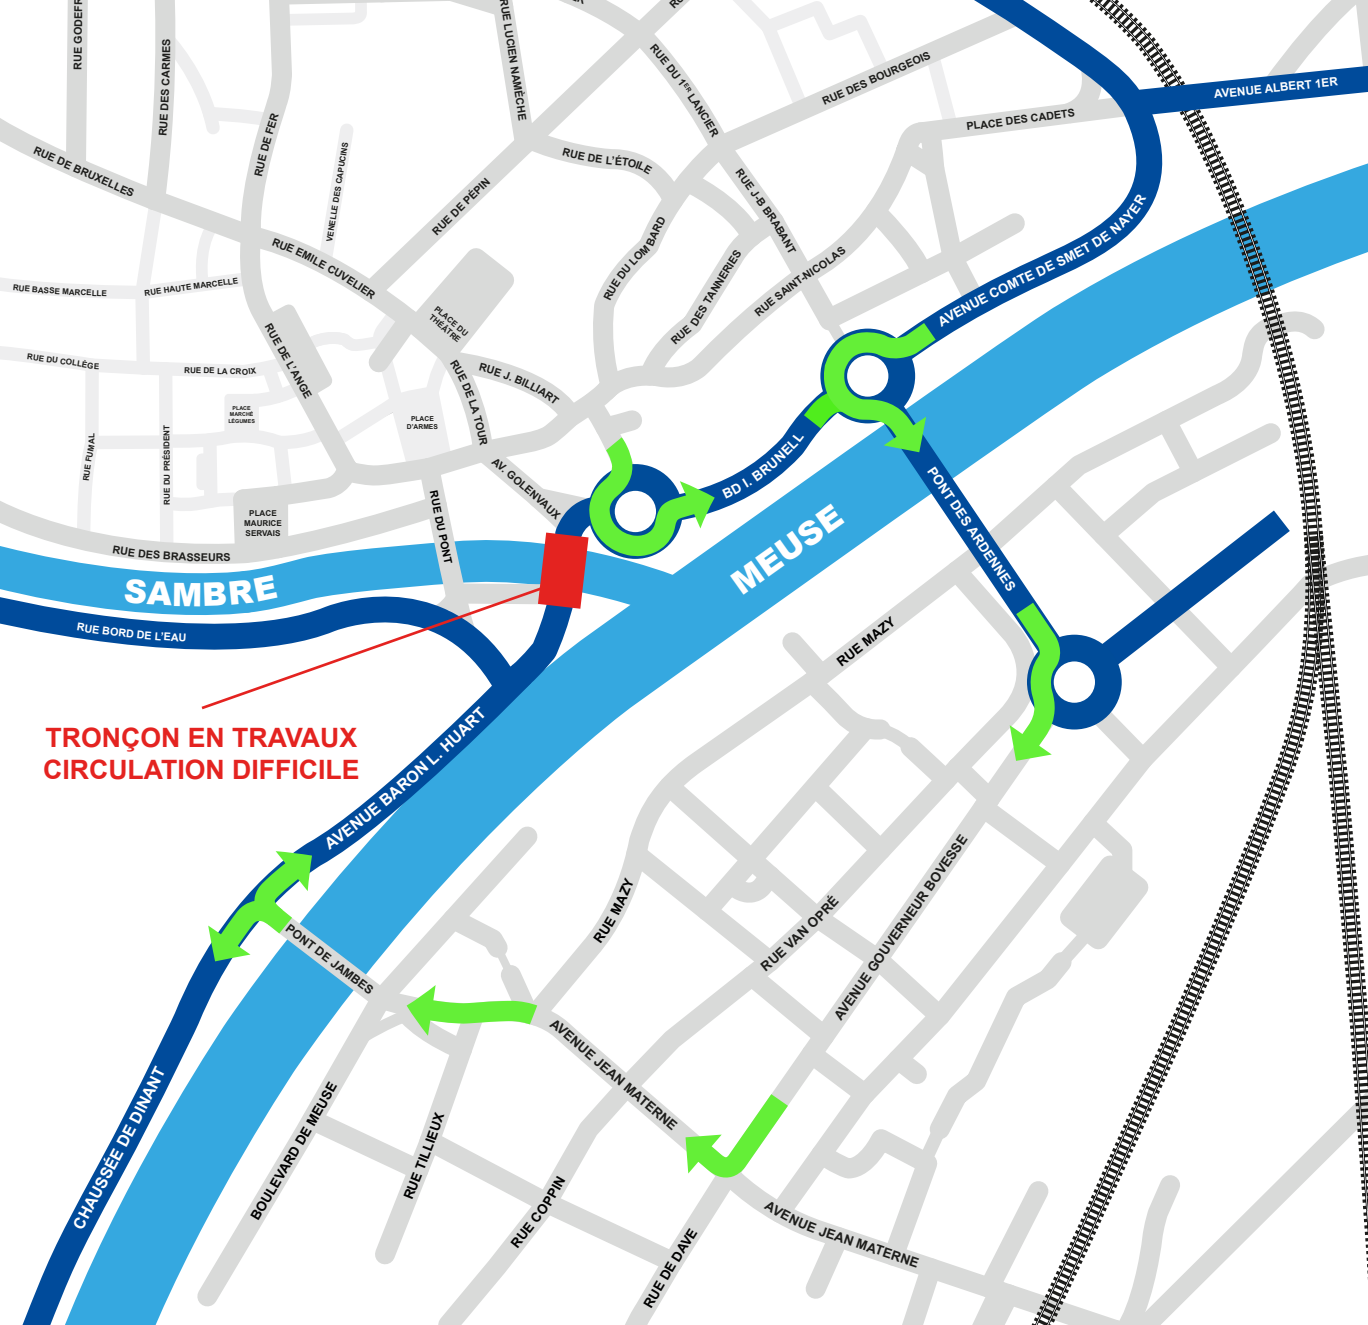 RUE GODEFR
RUE DES CARMES
RUE DE FER
RUE LUCIEN NAMÈCHE
RUE DU 1ER LANCIER
RUE DES BOURGEOIS
AVENUE ALBERT 1ER
PLACE DES CADETS
RUE DE BRUXELLES
VENELLE DES CAPUCINS
RUE DE L'ÉTOILE
RUE DE PÉPIN
RUE J-B BRABANT
RUE EMILE CUVELIER
RUE DU LOMBARD
RUE DES TANNERIES
RUE SAINT-NICOLAS
AVENUE COMTE DE SMET DE NAYER
RUE BASSE MARCELLE
RUE HAUTE MARCELLE
PLACE DU
THÉÂTRE
RUE DU COLLÈGE
RUE DE LA CROIX
RUE DE L'ANGE
RUE DE LA TOUR
RUE J. BILLIART
PLACE
MARCHÉ
LÉGUMES
PLACE
D'ARMES
RUE FUMAL
RUE DU PRÉSIDENT
AV. GOLENVAUX
BD I. BRUNELL
PLACE
MAURICE
SERVAIS
RUE DU PONT
PONT DES ARDENNES
RUE DES BRASSEURS
SAMBRE
MEUSE
RUE BORD DE L'EAU
RUE MAZY
TRONÇON EN TRAVAUX
CIRCULATION DIFFICILE
AVENUE BARON L. HUART
RUE MAZY
RUE VAN OPRÉ
AVENUE GOUVERNEUR BOVESSE
PONT DE JAMBES
AVENUE JEAN MATERNE
CHAUSSÉE DE DINANT
BOULEVARD DE MEUSE
RUE TILLIEUX
RUE COPPIN
RUE DE DAVE
AVENUE JEAN MATERNE